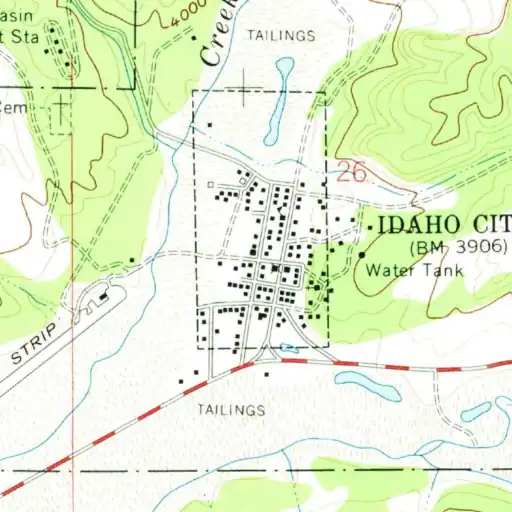 asin
t Sta
4000
Creek
TAILINGS
Cem
26
IDAHO CIT
(BM 3906)
Water Tank
STRIP
TAILINGS